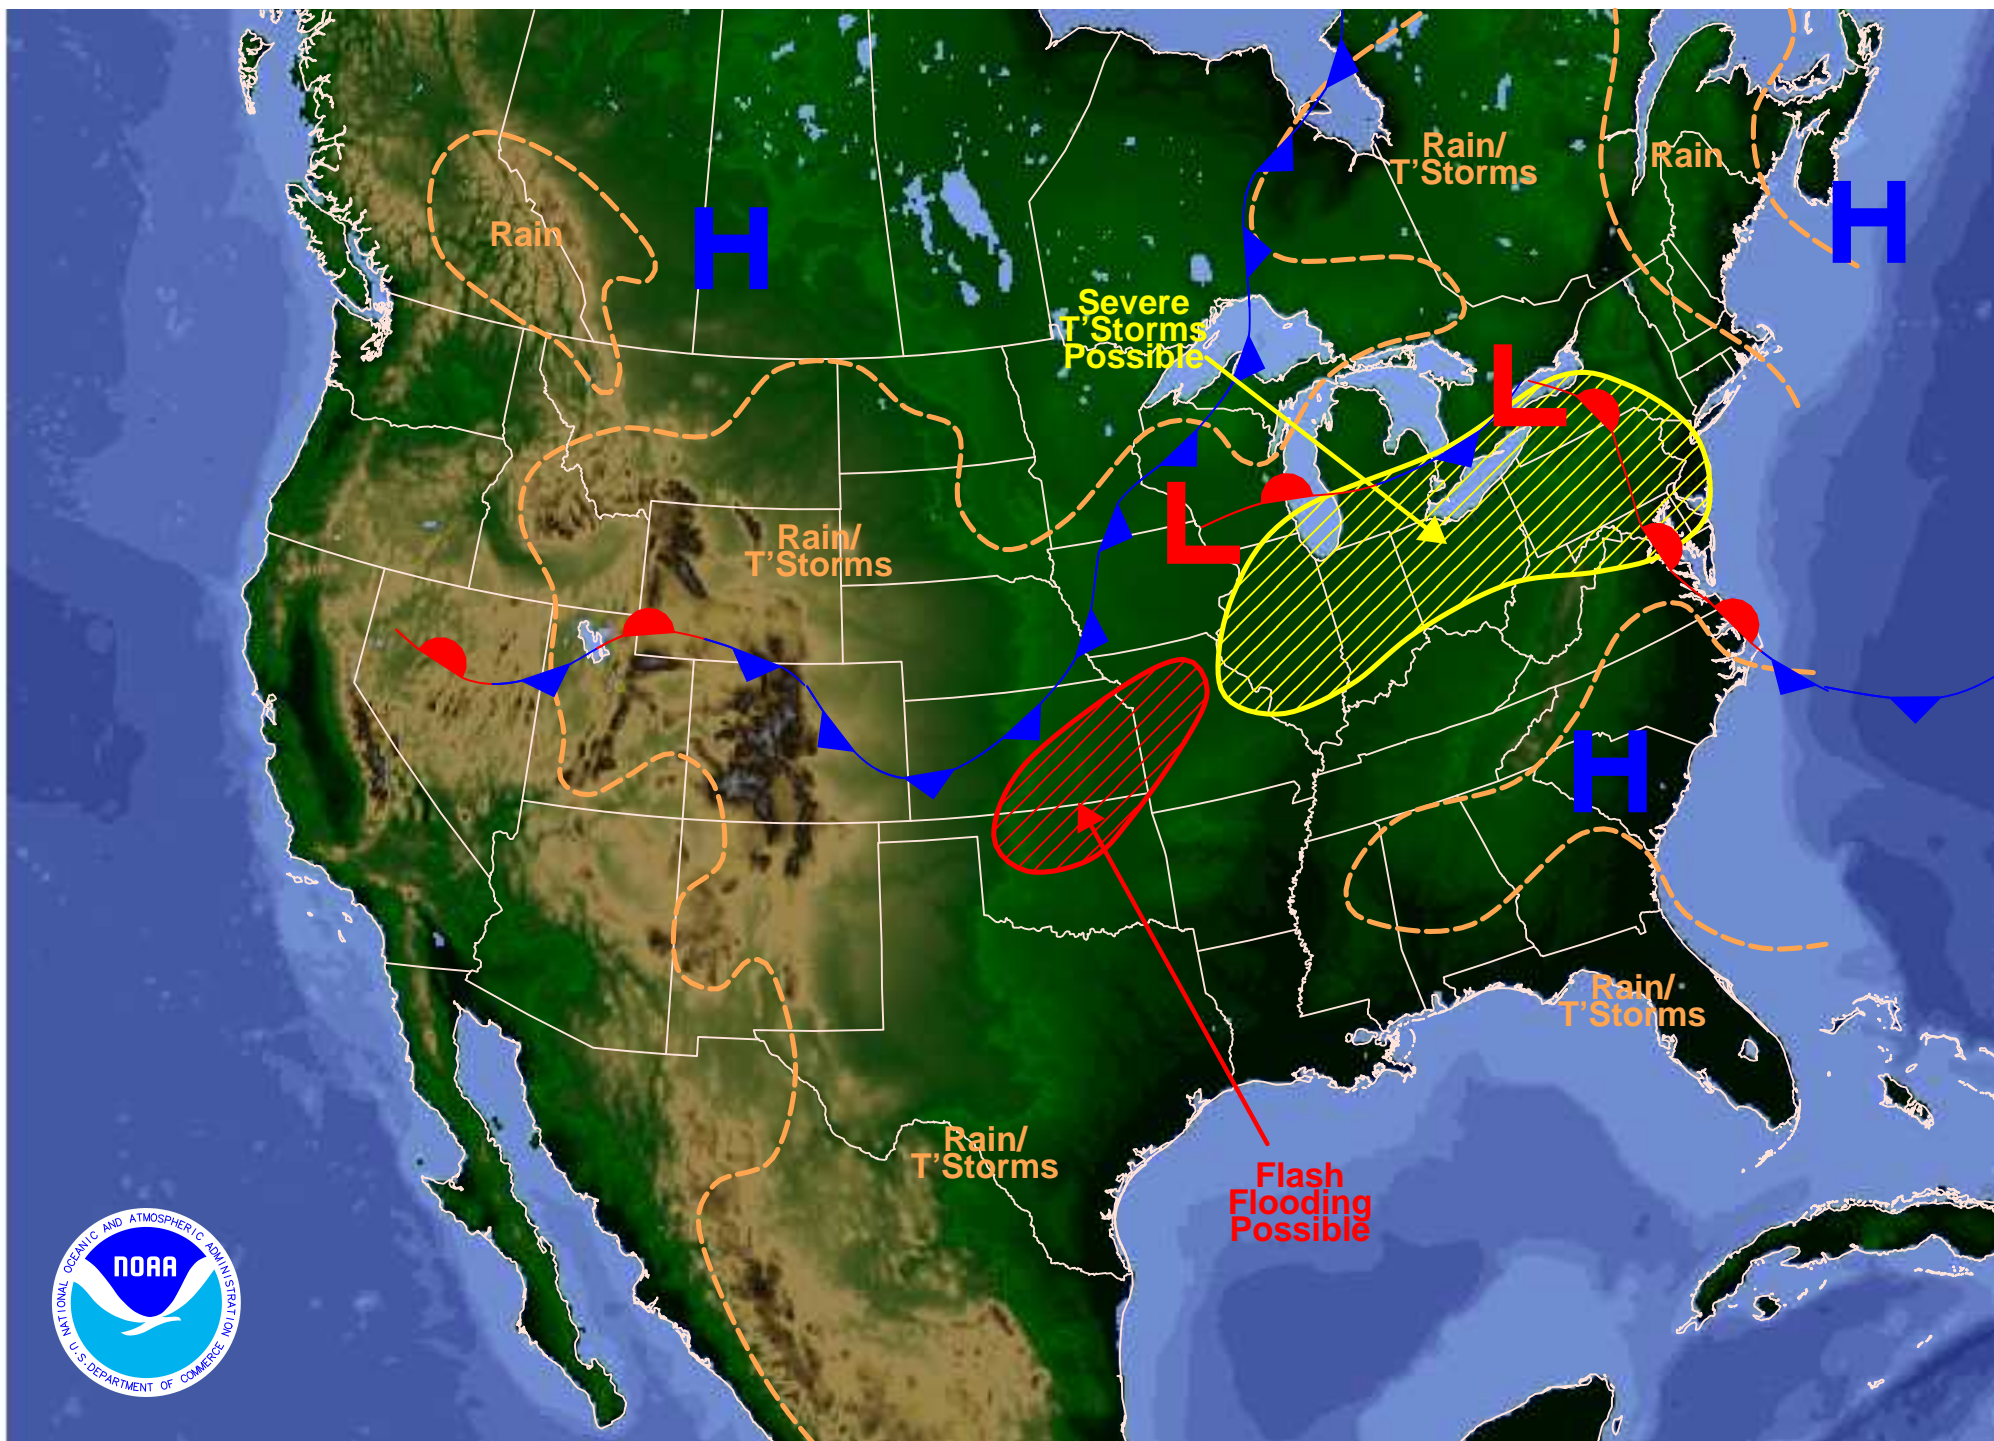 Rain/
T'Storms
Rain
Rain
H
H
Severe
T'Storms
Possible
L
L
Rain/
T'Storms
H
Rain/
T'Storms
Rain/
T'Storms
Flash
Flooding
Possible
NATIONAL OCEANIC AND ATMOSPHERIC ADMINISTRATION
NOAA
U.S. DEPARTMENT OF COMMERCE